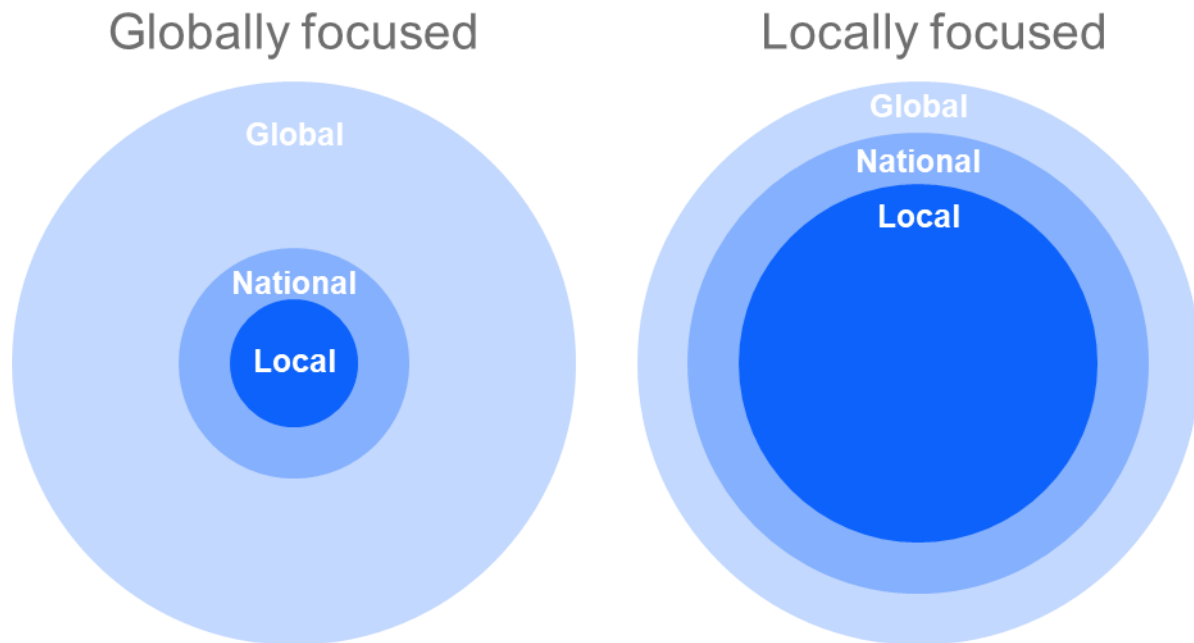 Globally focused
Global
National
Local
Locally focused
Global
National
Local